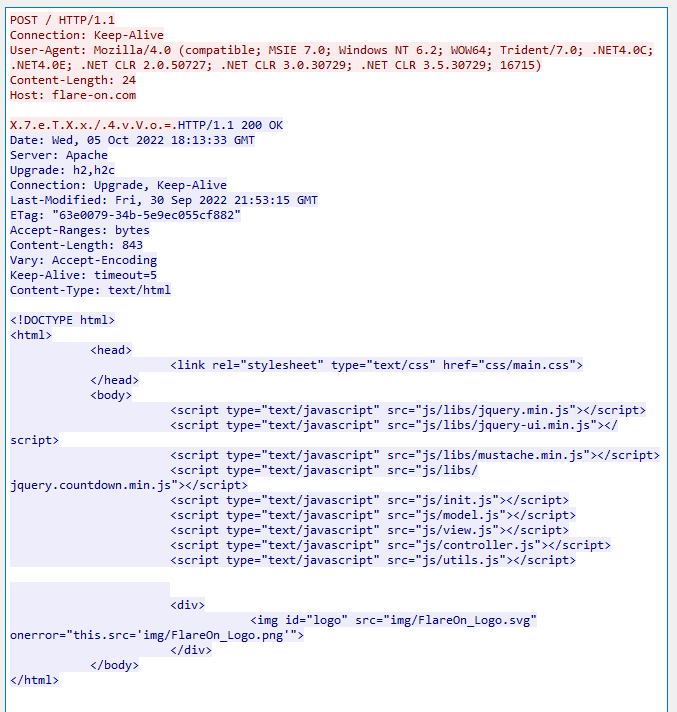 POST / HTTP/1.1
Connection: Keep-Alive
User-Agent: Mozilla/4.0 (compatible; MSIE 7.0; Windows NT 6.2; WOW64; Trident/7.0; .NET4.0C;
.NET4.0E; .NET CLR 2.0.50727; .NET CLR 3.0.30729; .NET CLR 3.5.30729; 16715)
Content-Length: 24
Host: flare-on.com

X.7.e.T.X.x./.4.v.V.o.=.HTTP/1.1 200 OK
Date: Wed, 05 Oct 2022 18:13:33 GMT
Server: Apache
Upgrade: h2,h2c
Connection: Upgrade, Keep-Alive
Last-Modified: Fri, 30 Sep 2022 21:53:15 GMT
ETag: "63e0079-34b-5e9ec055cf882"
Accept-Ranges: bytes
Content-Length: 843
Vary: Accept-Encoding
Keep-Alive: timeout=5
Content-Type: text/html

<!DOCTYPE html>
<html>
<head>
<link rel="stylesheet" type="text/css" href="css/main.css">
</head>
<body>
<script type="text/javascript" src="js/libs/jquery.min.js"></script>
<script type="text/javascript" src="js/libs/jquery-ui.min.js"></
script>
<script type="text/javascript" src="js/libs/mustache.min.js"></script>
<script type="text/javascript" src="js/libs/
jquery.countdown.min.js"></script>
<script type="text/javascript" src="js/init.js"></script>
<script type="text/javascript" src="js/model.js"></script>
<script type="text/javascript" src="js/view.js"></script>
<script type="text/javascript" src="js/controller.js"></script>
<script type="text/javascript" src="js/utils.js"></script>

<div>
<img id="logo" src="img/FlareOn_Logo.svg"
onerror="this.src='img/FlareOn_Logo.png'">
</div>
</body>
</html>